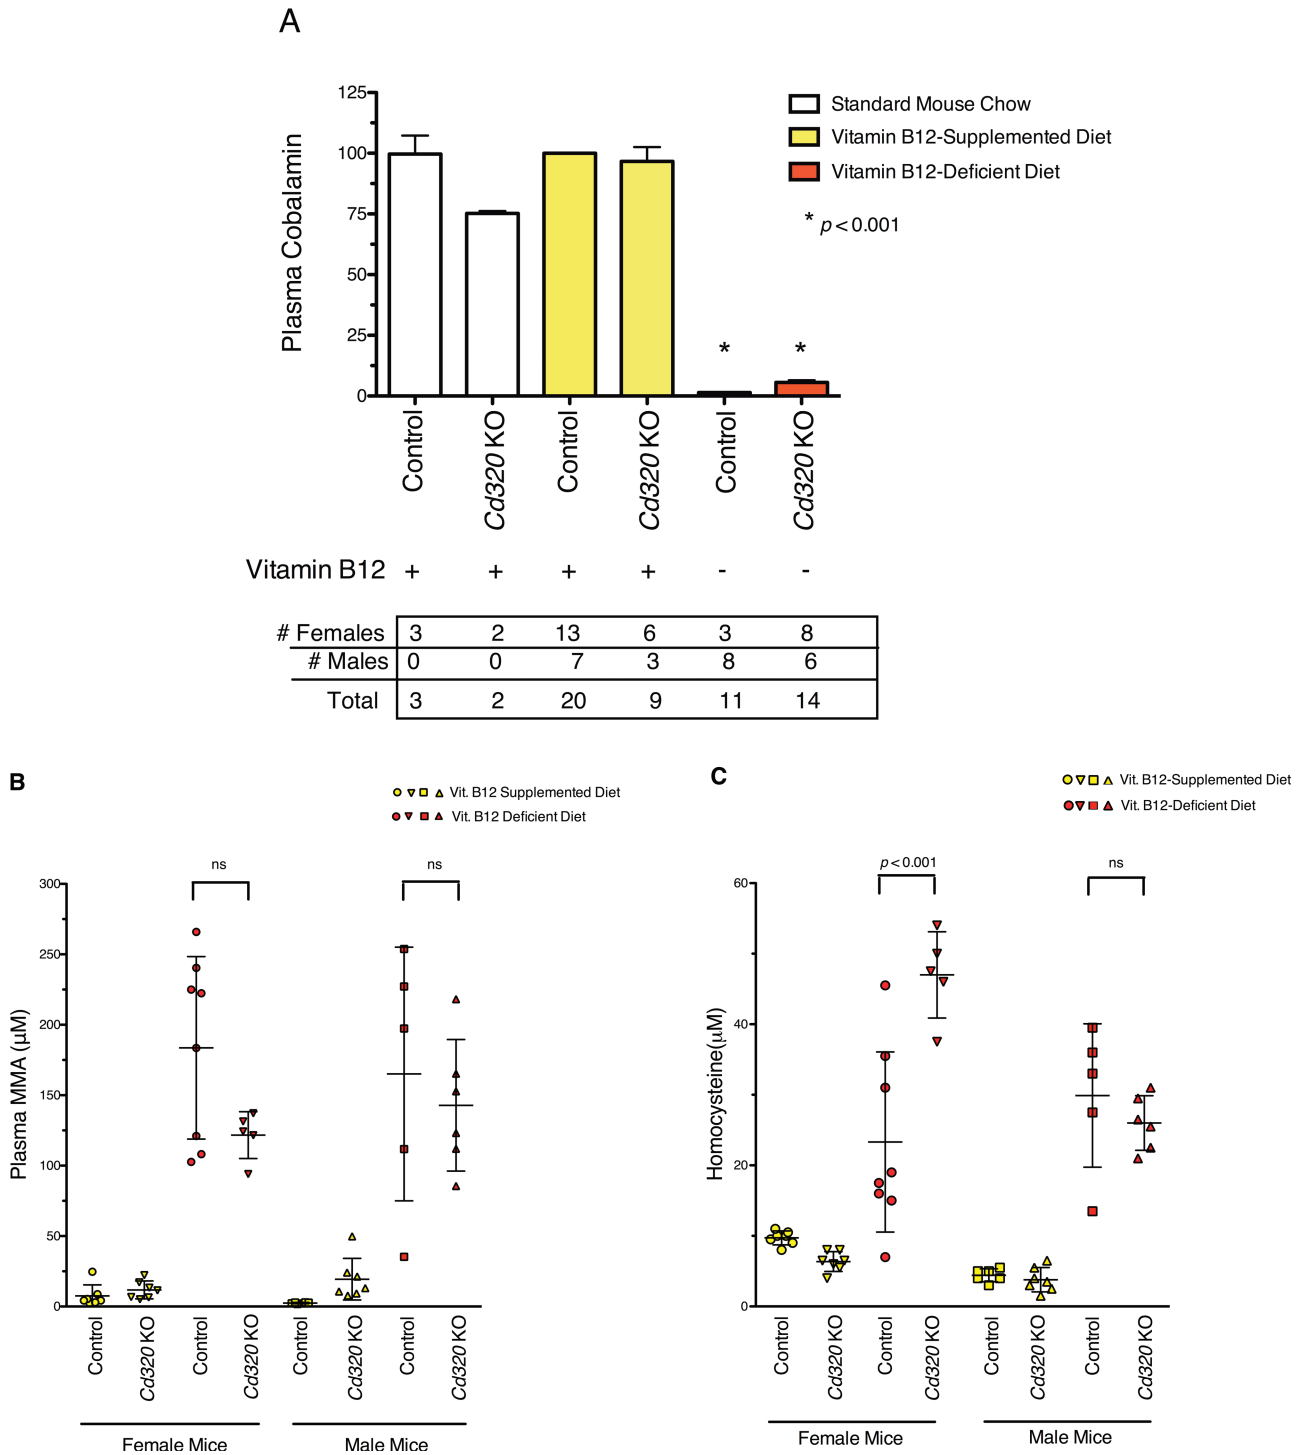 A
125
100
75
50
25
0
Plasma Cobalamin
Standard Mouse Chow
Vitamin B12-Supplemented Diet
Vitamin B12-Deficient Diet
* p < 0.001
*
*
Control
Cd320 KO
Control
Cd320 KO
Control
Cd320 KO
Vitamin B12 + + + + - -
# Females 3 2 13 6 3 8
# Males 0 0 7 3 8 6
Total 3 2 20 9 11 14
B
Vit. B12 Supplemented Diet
Vit. B12 Deficient Diet
ns
ns
300
250
200
150
100
50
0
Plasma MMA (μM)
Control
Cd320 KO
Control
Cd320 KO
Control
Cd320 KO
Control
Cd320 KO
Female Mice
Male Mice
C
Vit. B12-Supplemented Diet
Vit. B12-Deficient Diet
p < 0.001
ns
60
40
20
0
Homocysteine(μM)
Control
Cd320 KO
Control
Cd320 KO
Control
Cd320 KO
Control
Cd320 KO
Female Mice
Male Mice